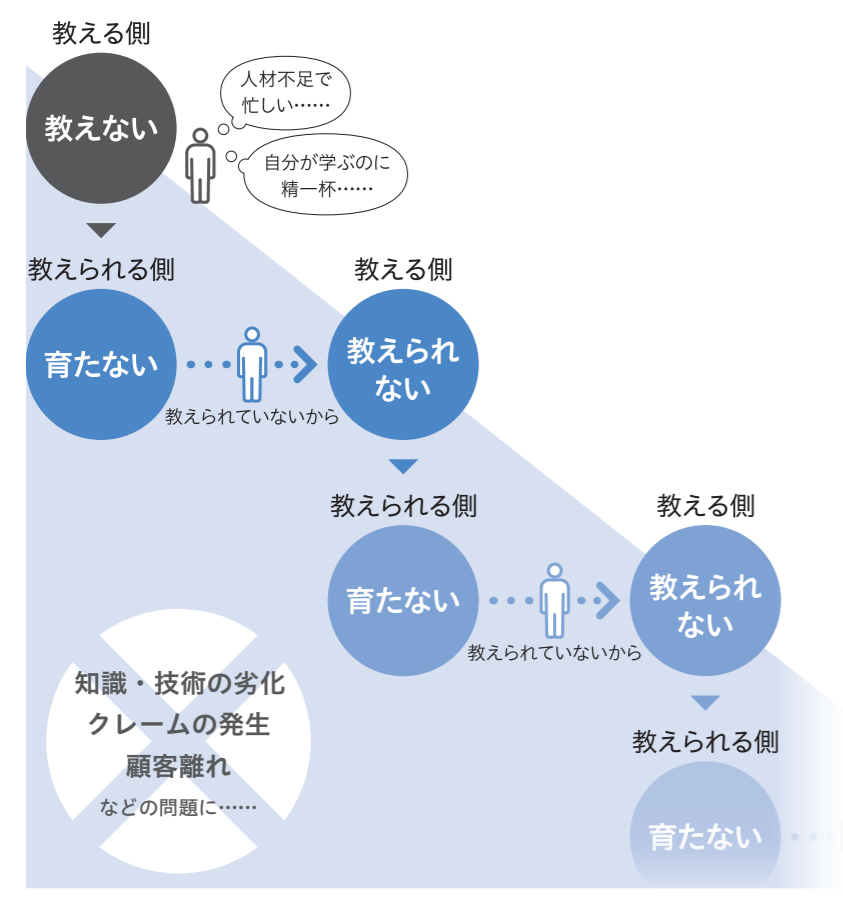 教える側
教えない
人材不足で
忙しい……
自分が学ぶのに
精一杯……
教えられる側
育たない
教えられていないから
教える側
教えられ
ない
教えられる側
育たない
教えられていないから
教える側
教えられ
ない
教えられる側
育たない
知識・技術の劣化
クレームの発生
顧客離れ
などの問題に……